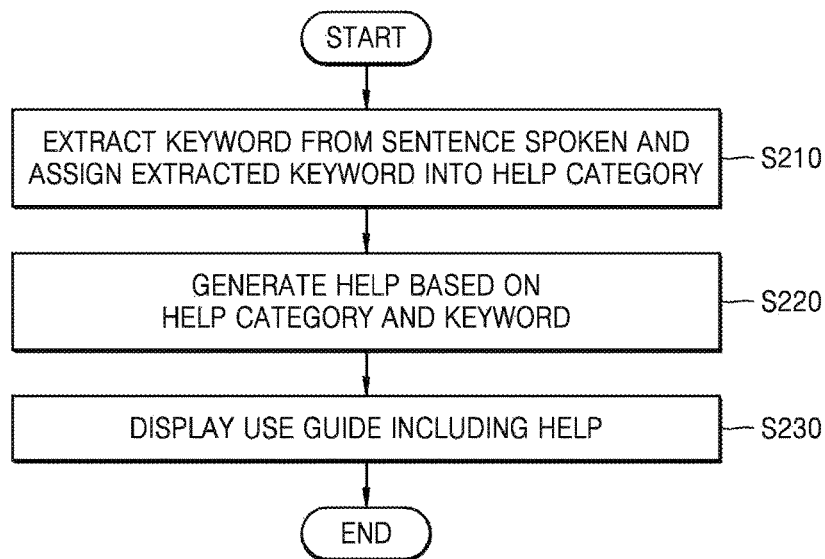 START
EXTRACT KEYWORD FROM SENTENCE SPOKEN AND
ASSIGN EXTRACTED KEYWORD INTO HELP CATEGORY
S210
GENERATE HELP BASED ON
HELP CATEGORY AND KEYWORD
S220
DISPLAY USE GUIDE INCLUDING HELP
S230
END